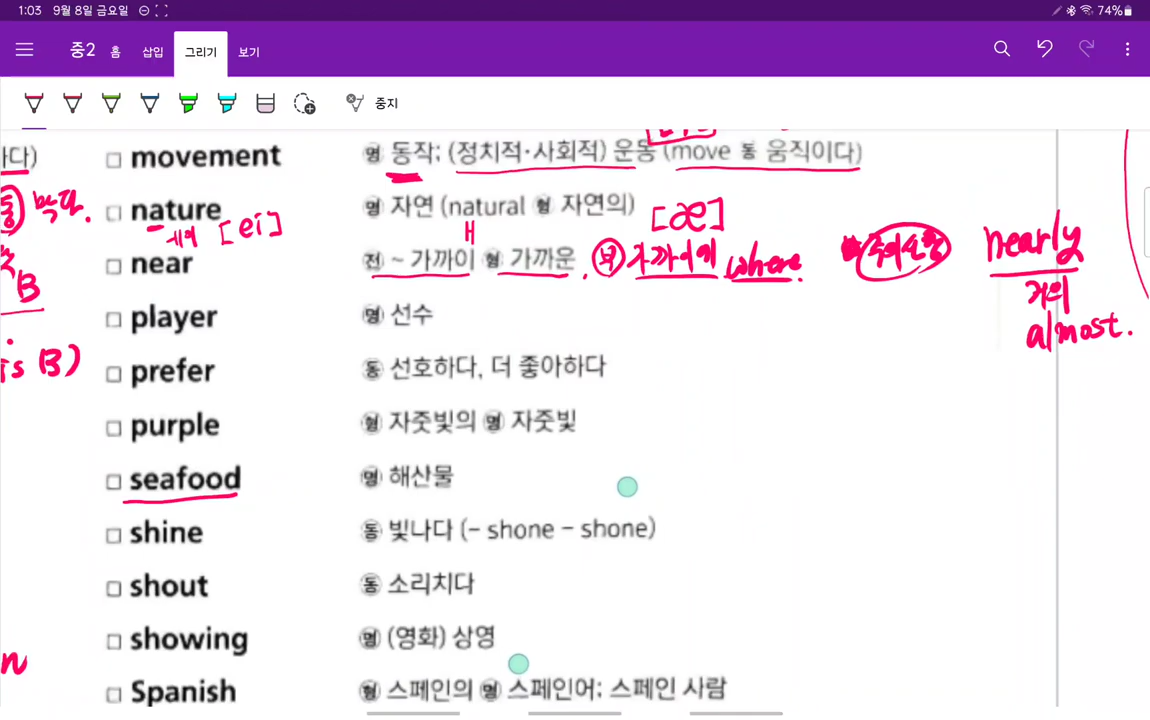 1:03 9월 8일 금요일 74%
중2 홈 삽입 그리기 보기
중지
다) movement 명 동작; (정치적·사회적) 운동 (move 동 움직이다)
nature 명 자연 (natural 형 자연의) [æ]
[ei] ㅐ
near 전 ~ 가까이 형 가까운. 부 가까이에 where. nearly
B 거의
player 명 선수 almost.
is B) prefer 동 선호하다, 더 좋아하다
purple 형 자줏빛의 명 자줏빛
seafood 명 해산물
shine 동 빛나다 (– shone – shone)
shout 동 소리치다
showing 명 (영화) 상영
n
Spanish 형 스페인의 명 스페인어; 스페인 사람